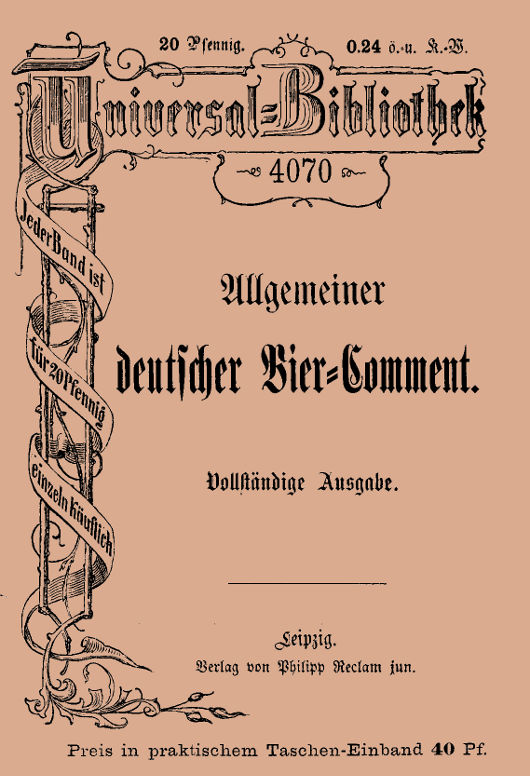 20 Pfennig. 0.24 ö.u. K.-W.
Universal-Bibliothek
4070
Jeder Band ist
für 20 Pfennig
einzeln käuflich
Allgemeiner
deutscher Bier-Comment.
Vollständige Ausgabe.
Leipzig.
Verlag von Philipp Reclam jun.
Preis in praktischem Taschen-Einband 40 Pf.